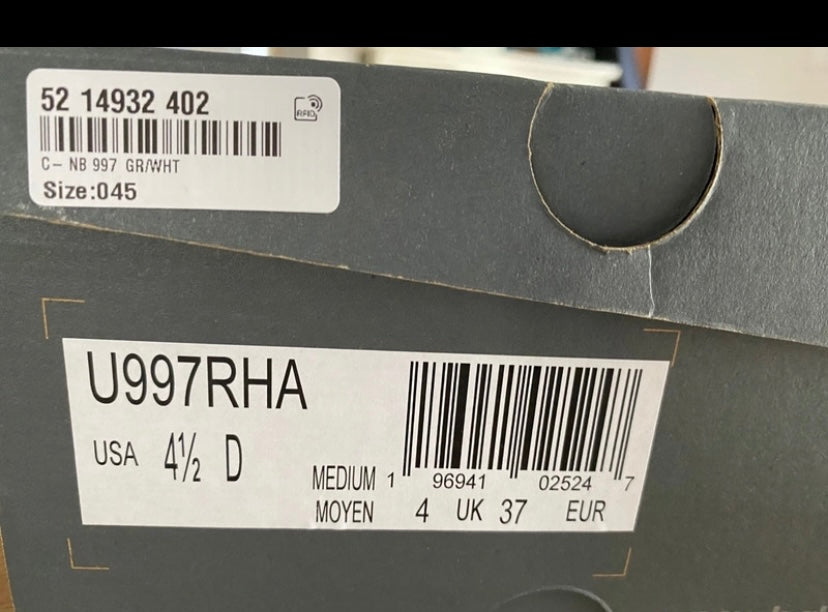 52 14932 402
RFID
C- NB 997 GR/WHT
Size:045
U997RHA
USA 4½ D
MEDIUM 1 96941 02524 7
MOYEN 4 UK 37 EUR